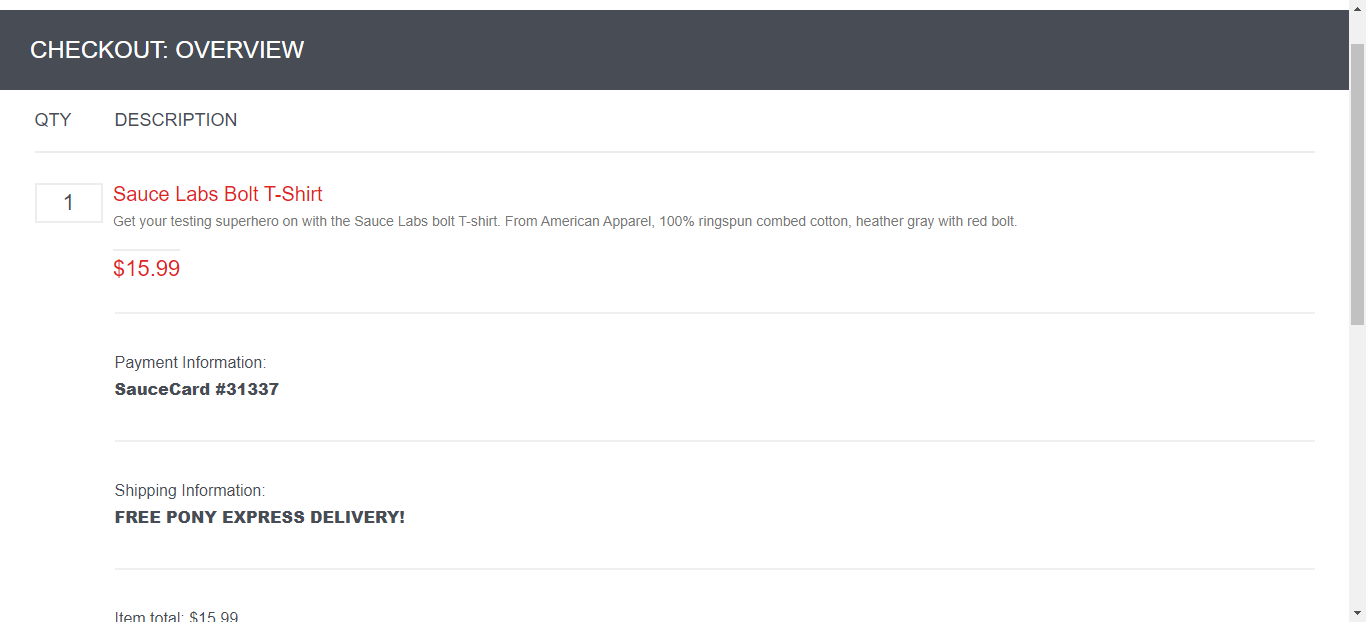 CHECKOUT: OVERVIEW
QTY DESCRIPTION
1 Sauce Labs Bolt T-Shirt
Get your testing superhero on with the Sauce Labs bolt T-shirt. From American Apparel, 100% ringspun combed cotton, heather gray with red bolt.
$15.99
Payment Information:
SauceCard #31337
Shipping Information:
FREE PONY EXPRESS DELIVERY!
Item total: $15.99